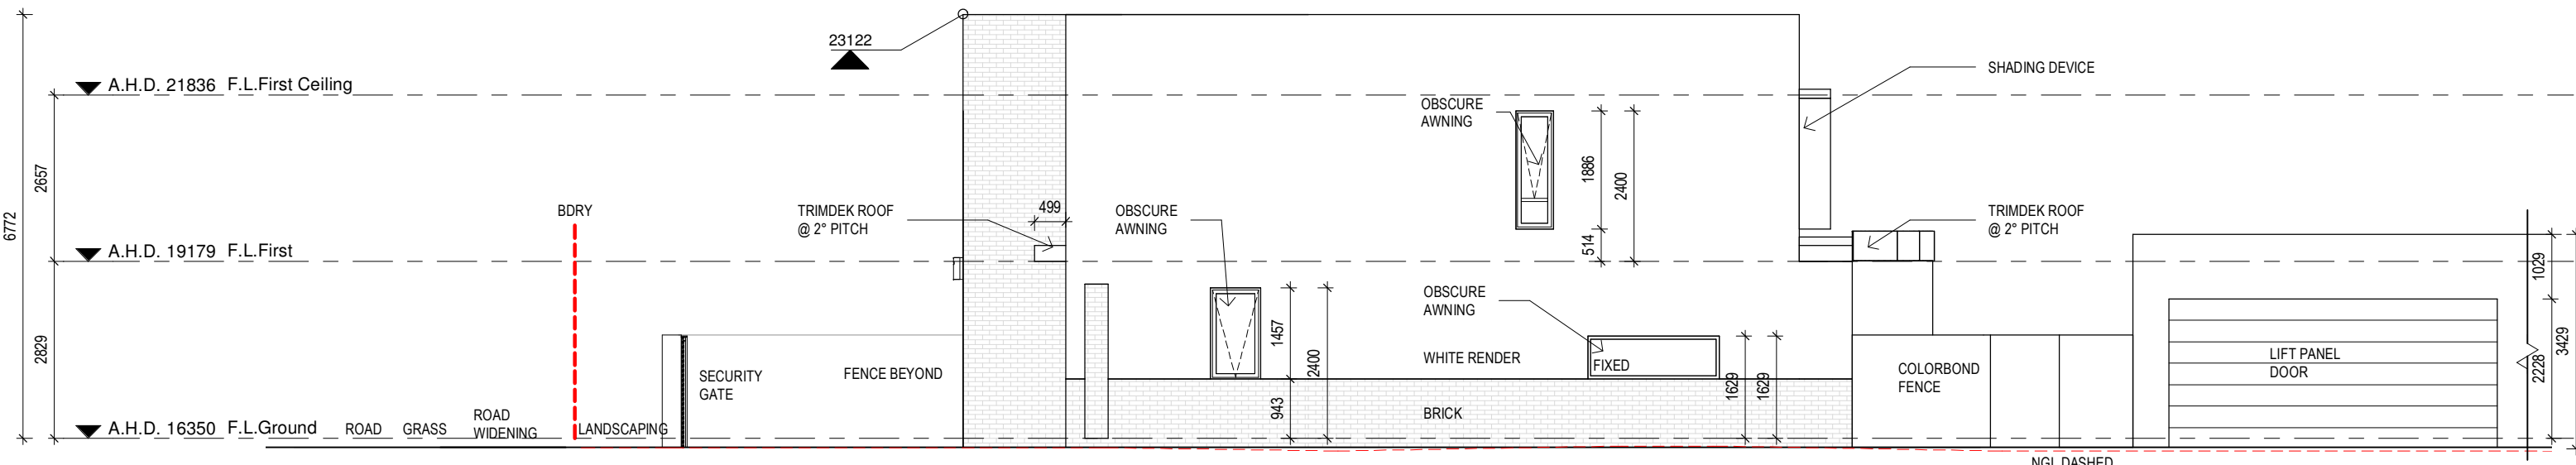 23122
SHADING DEVICE
A.H.D. 21836 F.L.First Ceiling
OBSCURE
AWNING
1886
2400
2657
6772
BDRY
TRIMDEK ROOF
@ 2° PITCH
499
OBSCURE
AWNING
TRIMDEK ROOF
@ 2° PITCH
514
A.H.D. 19179 F.L.First
1029
OBSCURE
AWNING
1457
2400
2829
WHITE RENDER
FIXED
SECURITY
GATE
FENCE BEYOND
1629
1629
COLORBOND
FENCE
LIFT PANEL
DOOR
2228
3429
943
BRICK
A.H.D. 16350 F.L.Ground
ROAD
GRASS
ROAD
WIDENING
LANDSCAPING
NGL DASHED